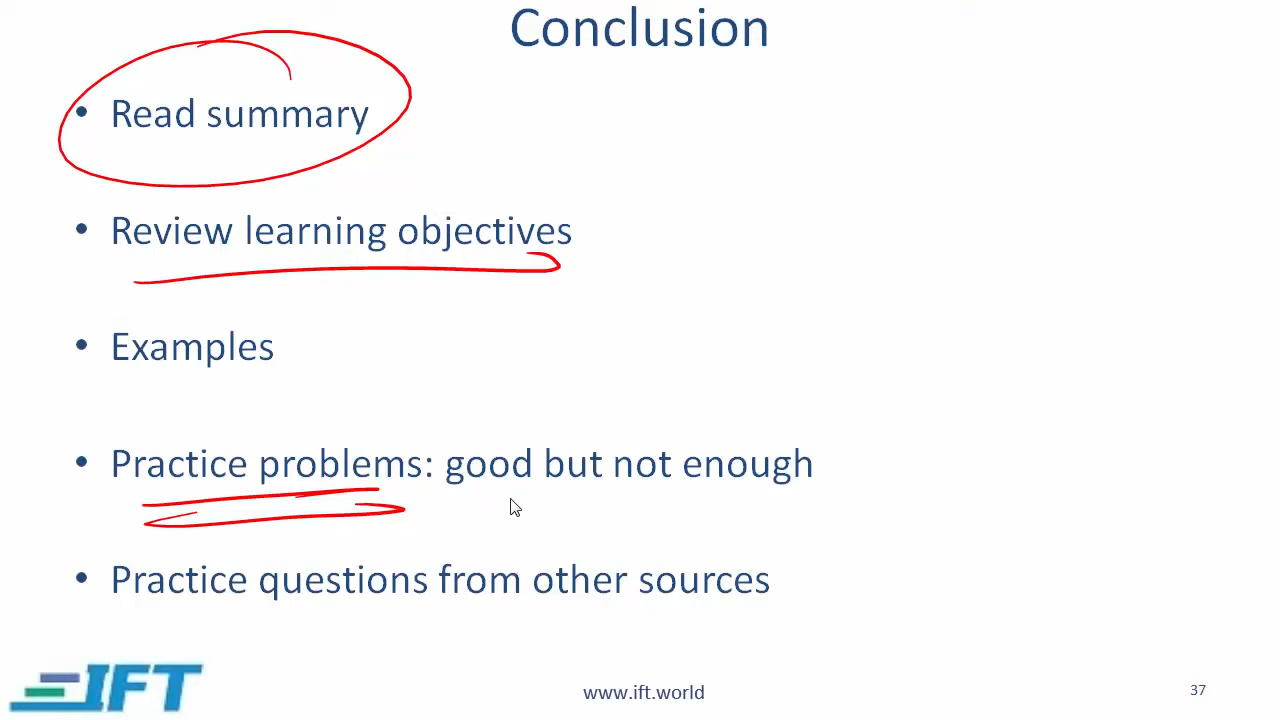 Conclusion
• Read summary
• Review learning objectives
• Examples
• Practice problems: good but not enough
• Practice questions from other sources
IFT
www.ift.world
37